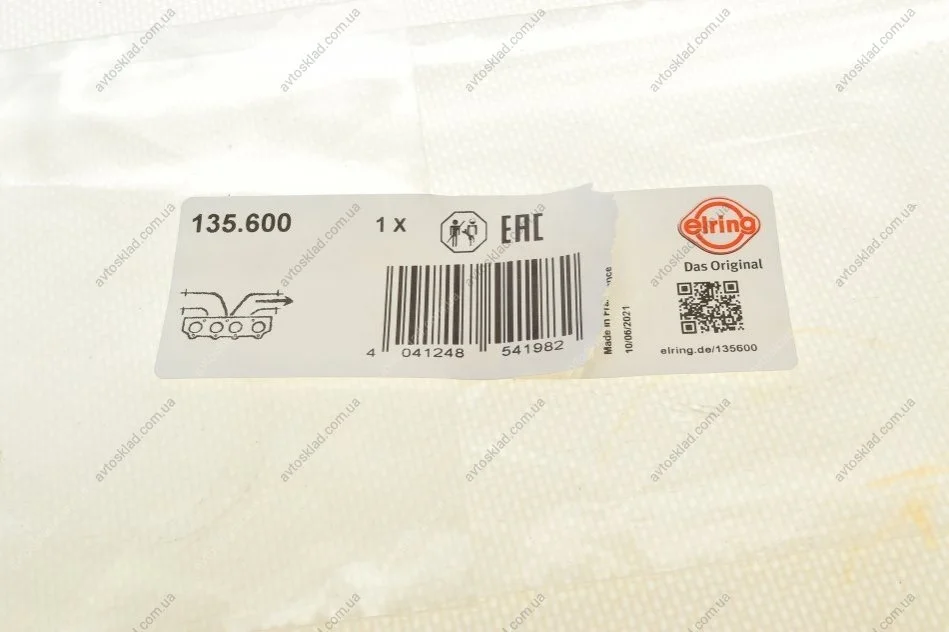 135.600
1 X
EAC
4 041248 541982
Made in
10/06/2021
elring
Das Original
elring.de/135600
avtosklad.com.ua